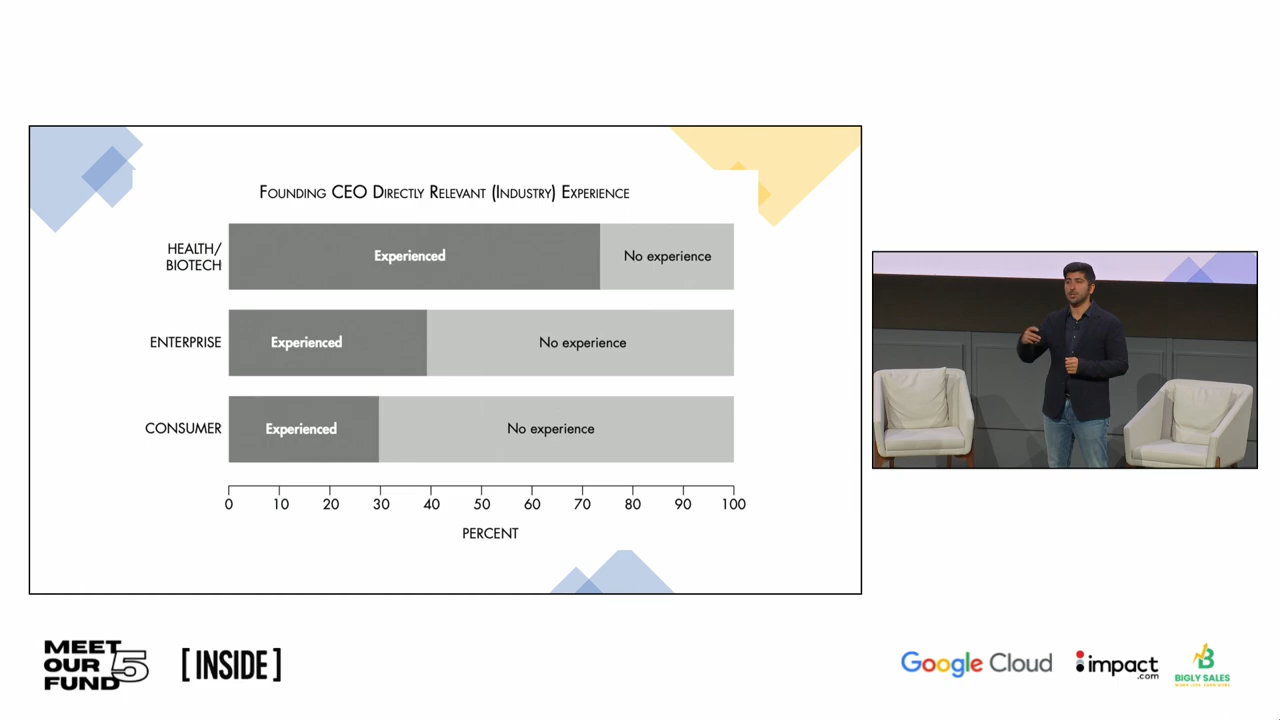 FOUNDING CEO DIRECTLY RELEVANT (INDUSTRY) EXPERIENCE
HEALTH/
BIOTECH
Experienced
No experience
ENTERPRISE
Experienced
No experience
CONSUMER
Experienced
No experience
0 10 20 30 40 50 60 70 80 90 100
PERCENT
MEET
OUR
FUND 5
[INSIDE]
Google Cloud
impact
.com
B
BIGLY SALES